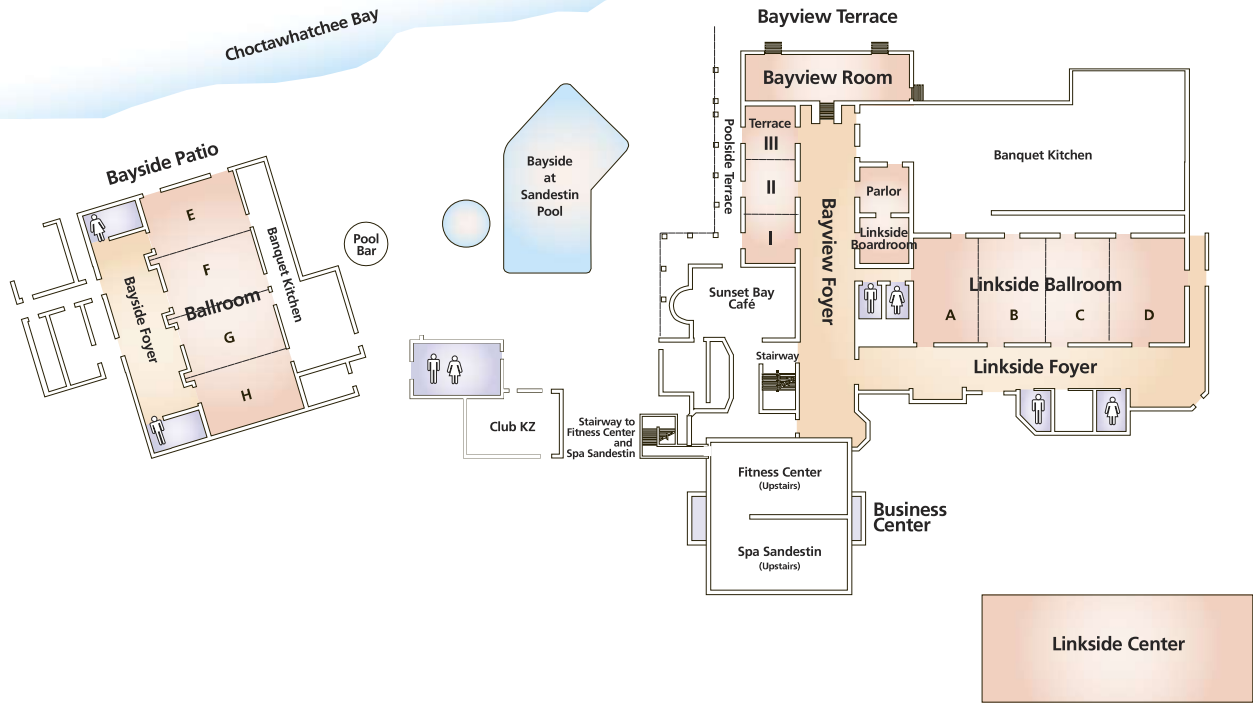 Bayview Terrace
Choctawhatchee Bay
Bayview Room
Bayside Patio
Terrace
III
II
I
Poolside Terrace
Bayview Foyer
Banquet Kitchen
Parlor
Linkside
Boardroom
Bayside
at
Sandestin
Pool
Pool
Bar
E
F
Ballroom
G
H
Banquet Kitchen
Bayside Foyer
Sunset Bay
Café
Linkside Ballroom
A
B
C
D
Linkside Foyer
Stairway
Club KZ
Stairway to
Fitness Center
and
Spa Sandestin
Fitness Center
(Upstairs)
Business
Center
Spa Sandestin
(Upstairs)
Linkside Center